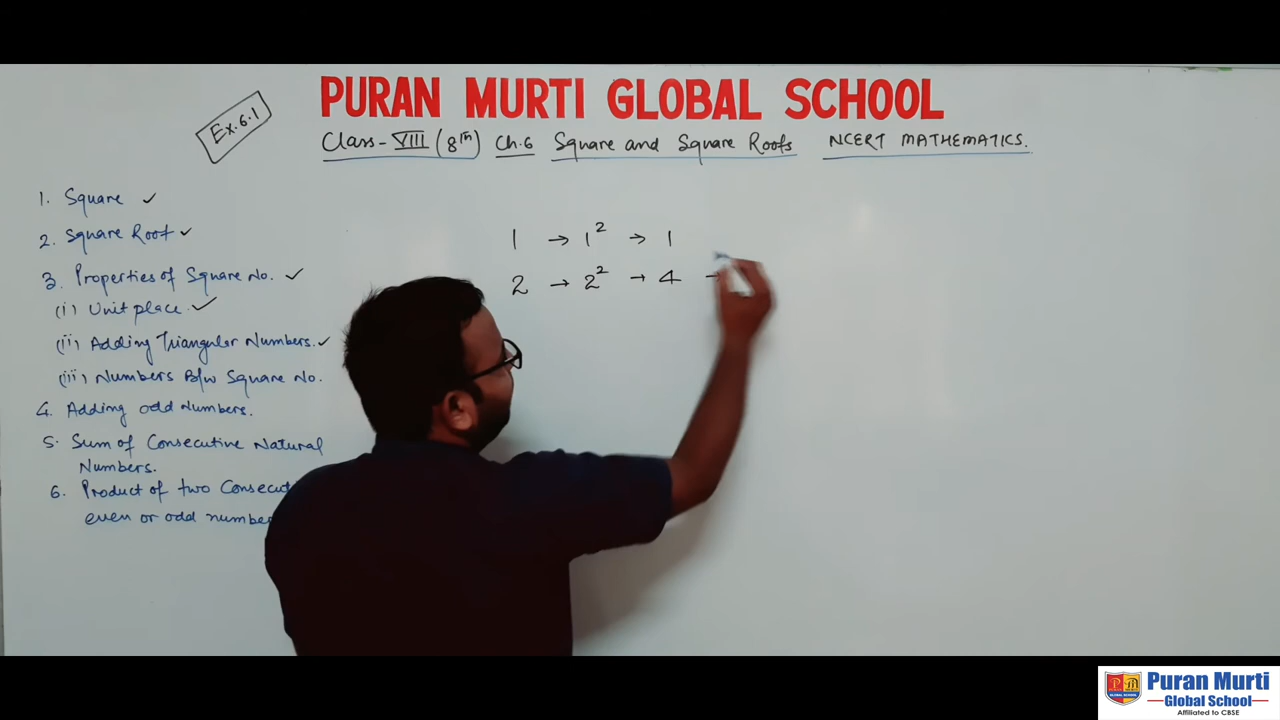 PURAN MURTI GLOBAL SCHOOL
Ex.6.1
Class-VIII (8th) Ch.6 Square and Square Roots NCERT MATHEMATICS.
1. Square ✓
2. Square Root ✓
3. Properties of Square No. ✓
(i) Unit place ✓
(ii) Adding Triangular Numbers. ✓
(iii) Numbers B/w Square No.
4. Adding odd Numbers.
5. Sum of Consecutive Natural
Numbers.
6. Product of two Consecuti
even or odd number
1 → 1² → 1
2 → 2² → 4 →
Puran Murti
Global School
Affiliated to CBSE